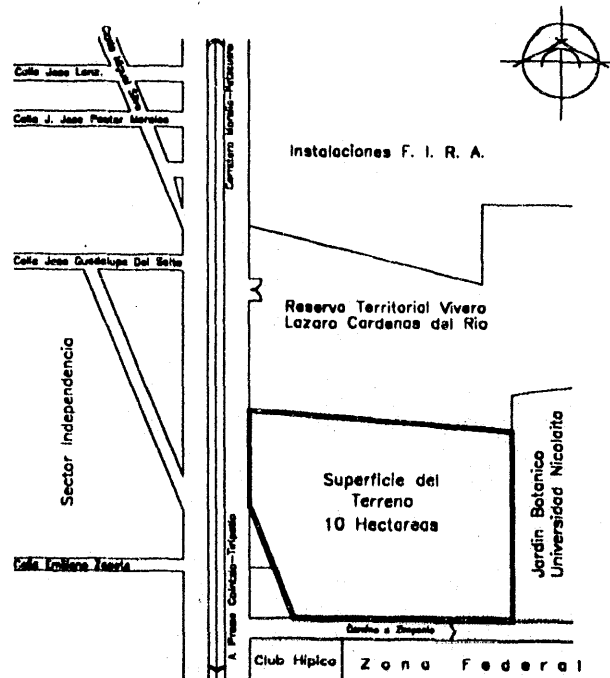 Calle Jose Lanz.
Calle J. Jose Pastor Morales
Carretera Morelia-Patzcuaro
Instalaciones F. I. R. A.
Calle Jose Guadalupe Del Salto
Reserva Territorial Vivero
Lazaro Cardenas del Rio
Sector Independencia
Superficie del
Terreno
10 Hectareas
Jardin Botanico
Universidad Nicolaita
Calle Emiliano Zapata
A Presa Cointzio-Tiripetio
Camino a
Club Hipico
Zona Federal